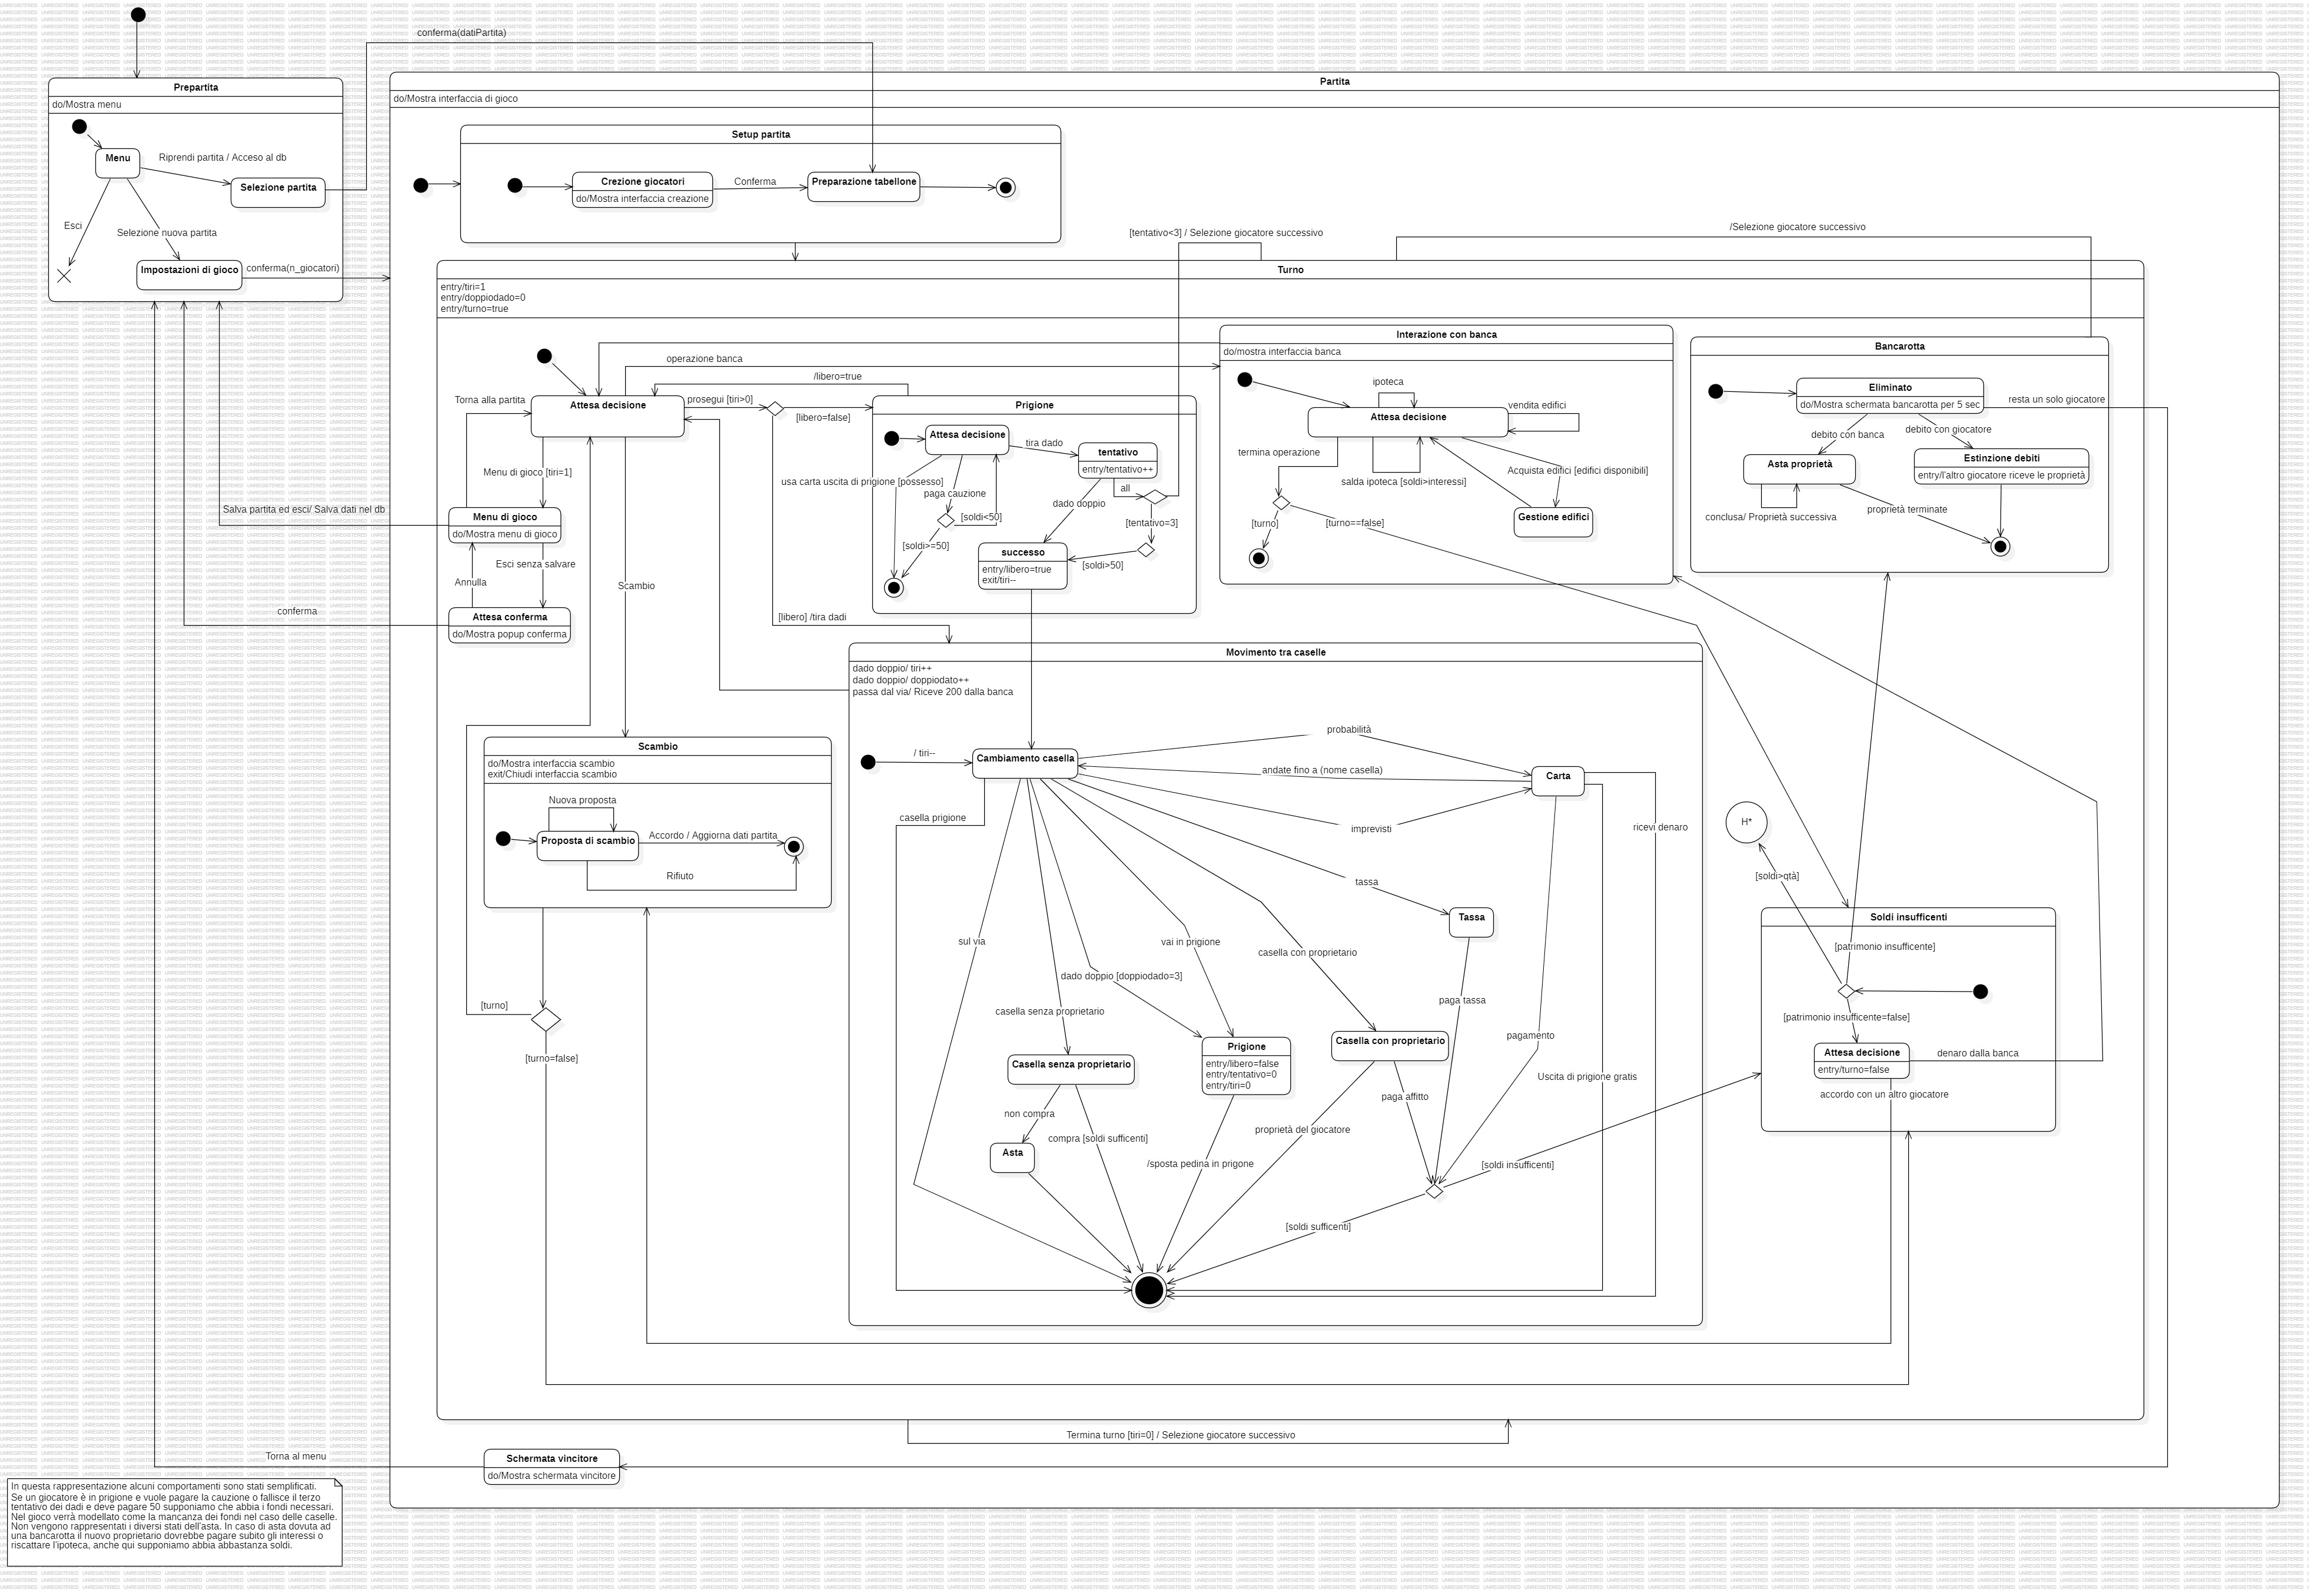 conferma(datiPartita)
Prepartita
do/Mostra menu
Menu
Riprendi partita / Acceso al db
Selezione partita
Esci
Selezione nuova partita
Impostazioni di gioco
conferma(n_giocatori)
Partita
do/Mostra interfaccia di gioco
Setup partita
Crezione giocatori
do/Mostra interfaccia creazione
Conferma
Preparazione tabellone
[tentativo<3] / Selezione giocatore successivo
/Selezione giocatore successivo
Turno
entry/tiri=1
entry/doppiodado=0
entry/turno=true
operazione banca
/libero=true
Torna alla partita
Attesa decisione
prosegui [tiri>0]
[libero=false]
Menu di gioco [tiri=1]
Salva partita ed esci/ Salva dati nel db
Menu di gioco
do/Mostra menu di gioco
Esci senza salvare
Annulla
Scambio
conferma
Attesa conferma
do/Mostra popup conferma
[libero] /tira dadi
Prigione
Attesa decisione
tira dado
tentativo
entry/tentativo++
usa carta uscita di prigione [possesso]
paga cauzione
all
dado doppio
[soldi<50]
[tentativo=3]
[soldi>=50]
successo
entry/libero=true
exit/tiri--
[soldi>50]
Interazione con banca
do/mostra interfaccia banca
ipoteca
Attesa decisione
vendita edifici
termina operazione
Acquista edifici [edifici disponibili]
salda ipoteca [soldi>interessi]
Gestione edifici
[turno]
[turno==false]
Bancarotta
Eliminato
do/Mostra schermata bancarotta per 5 sec
resta un solo giocatore
debito con banca
debito con giocatore
Asta proprietà
Estinzione debiti
entry/l'altro giocatore riceve le proprietà
conclusa/ Proprietà successiva
proprietà terminate
Movimento tra caselle
dado doppio/ tiri++
dado doppio/ doppiodato++
passa dal via/ Riceve 200 dalla banca
/ tiri--
Cambiamento casella
probabilità
andate fino a (nome casella)
Carta
casella prigione
imprevisti
ricevi denaro
tassa
Tassa
sul via
vai in prigione
casella con proprietario
dado doppio [doppiodado=3]
paga tassa
casella senza proprietario
pagamento
Casella senza proprietario
Prigione
entry/libero=false
entry/tentativo=0
entry/tiri=0
Casella con proprietario
Uscita di prigione gratis
non compra
paga affitto
compra [soldi sufficenti]
proprietà del giocatore
Asta
/sposta pedina in prigone
[soldi insufficenti]
[soldi sufficenti]
Scambio
do/Mostra interfaccia scambio
exit/Chiudi interfaccia scambio
Nuova proposta
Proposta di scambio
Accordo / Aggiorna dati partita
Rifiuto
[turno]
[turno=false]
H*
[soldi>qtà]
Soldi insufficenti
[patrimonio insufficente]
[patrimonio insufficente=false]
Attesa decisione
entry/turno=false
denaro dalla banca
accordo con un altro giocatore
Termina turno [tiri=0] / Selezione giocatore successivo
Torna al menu
Schermata vincitore
do/Mostra schermata vincitore
In questa rappresentazione alcuni comportamenti sono stati semplificati.
Se un giocatore è in prigione e vuole pagare la cauzione o fallisce il terzo
tentativo dei dadi e deve pagare 50 supponiamo che abbia i fondi necessari.
Nel gioco verrà modellato come la mancanza dei fondi nel caso delle caselle.
Non vengono rappresentati i diversi stati dell'asta. In caso di asta dovuta ad
una bancarotta il nuovo proprietario dovrebbe pagare subito gli interessi o
riscattare l'ipoteca, anche qui supponiamo abbia abbastanza soldi.
UNREGISTERED